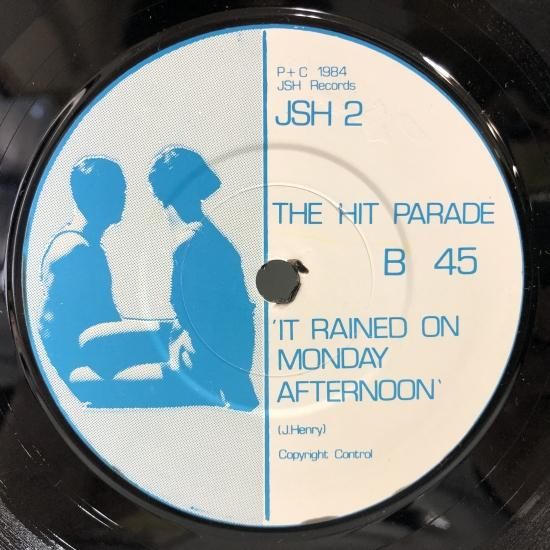 P + C 1984
JSH Records
JSH 2
THE HIT PARADE
B 45
'IT RAINED ON
MONDAY
AFTERNOON'
(J.Henry)
Copyright Control